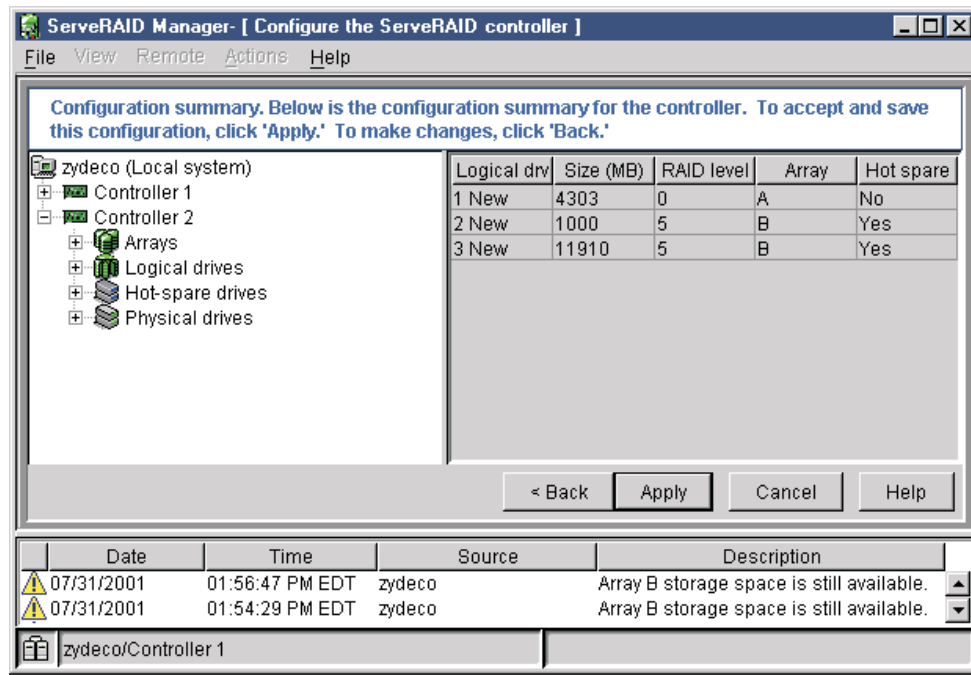 ServeRAID Manager- [ Configure the ServeRAID controller ]
File View Remote Actions Help
Configuration summary. Below is the configuration summary for the controller. To accept and save
this configuration, click 'Apply.' To make changes, click 'Back.'
zydeco (Local system)
Controller 1
Controller 2
Arrays
Logical drives
Hot-spare drives
Physical drives
Logical drv Size (MB) RAID level Array Hot spare
1 New 4303 0 A No
2 New 1000 5 B Yes
3 New 11910 5 B Yes
< Back Apply Cancel Help
Date Time Source Description
07/31/2001 01:56:47 PM EDT zydeco Array B storage space is still available.
07/31/2001 01:54:29 PM EDT zydeco Array B storage space is still available.
zydeco/Controller 1